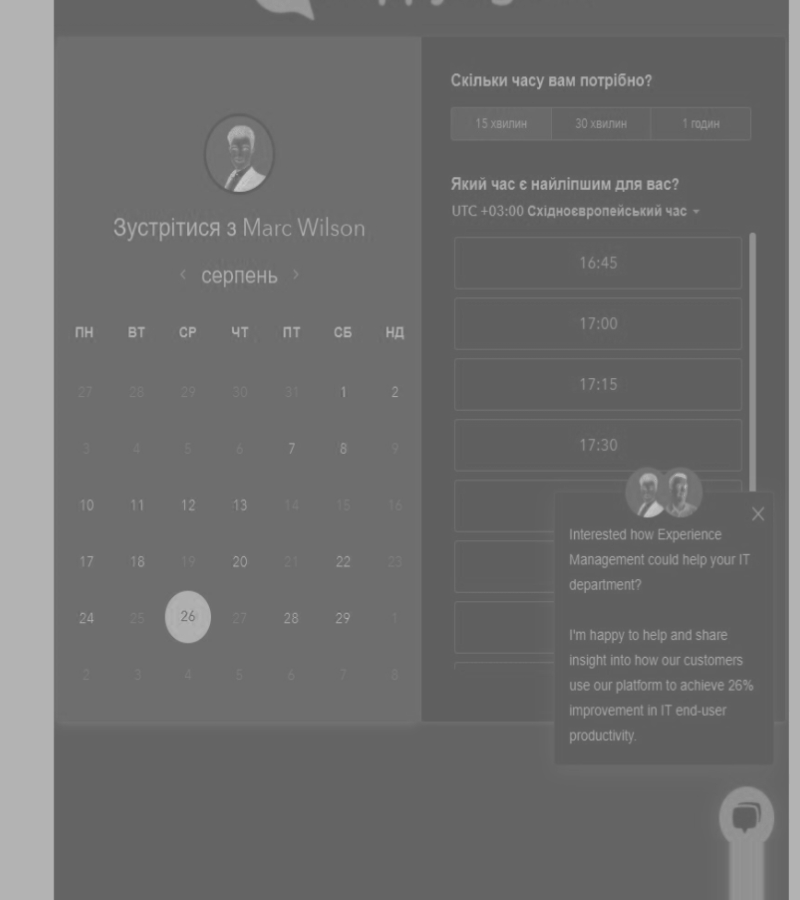 Зустрітися з Marc Wilson
‹ серпень ›
ПН ВТ СР ЧТ ПТ СБ НД
27 28 29 30 31 1 2
3 4 5 6 7 8 9
10 11 12 13 14 15 16
17 18 19 20 21 22 23
24 25 26 27 28 29 1
2 3 4 5 6 7 8
Скільки часу вам потрібно?
15 хвилин 30 хвилин 1 годин
Який час є найліпшим для вас?
UTC +03:00 Східноєвропейський час
16:45
17:00
17:15
17:30
Interested how Experience
Management could help your IT
department?
I'm happy to help and share
insight into how our customers
use our platform to achieve 26%
improvement in IT end-user
productivity.